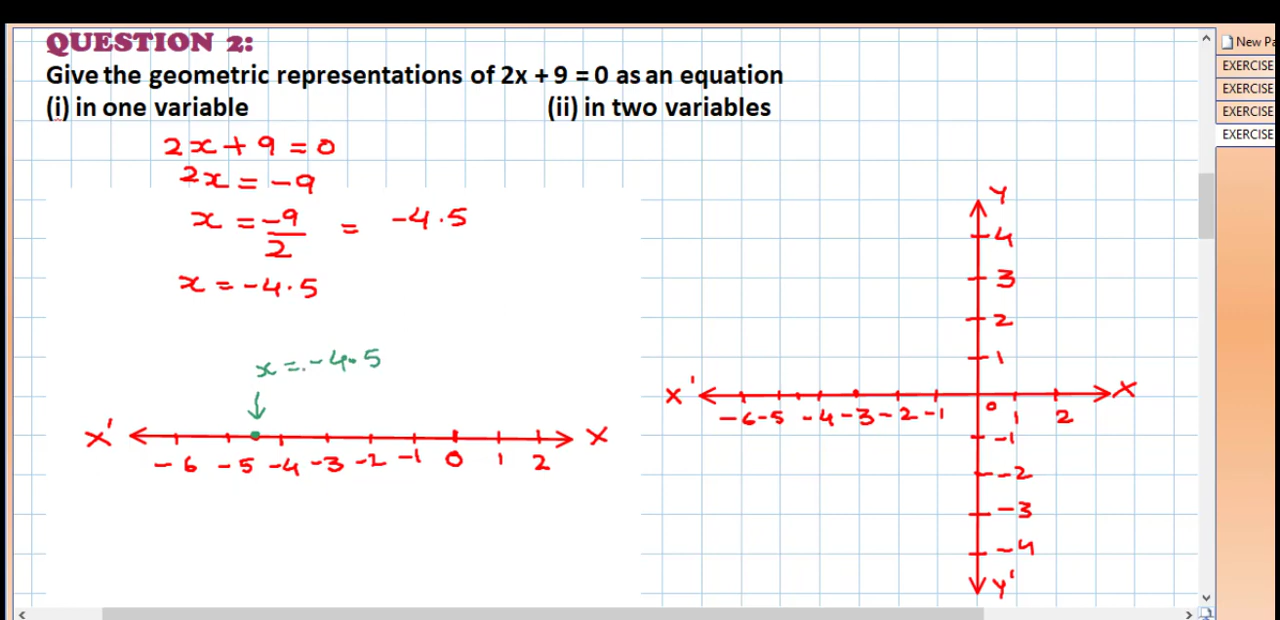 QUESTION 2:
Give the geometric representations of 2x + 9 = 0 as an equation
(i) in one variable (ii) in two variables
2x + 9 = 0
2x = -9
x = -9/2 = -4.5
x = -4.5
x = -4.5
X' -6 -5 -4 -3 -2 -1 0 1 2 X
Y
4
3
2
1
X' X
-6 -5 -4 -3 -2 -1 0 1 2
-1
-2
-3
-4
Y'
New Pa
EXERCISE
EXERCISE
EXERCISE
EXERCISE